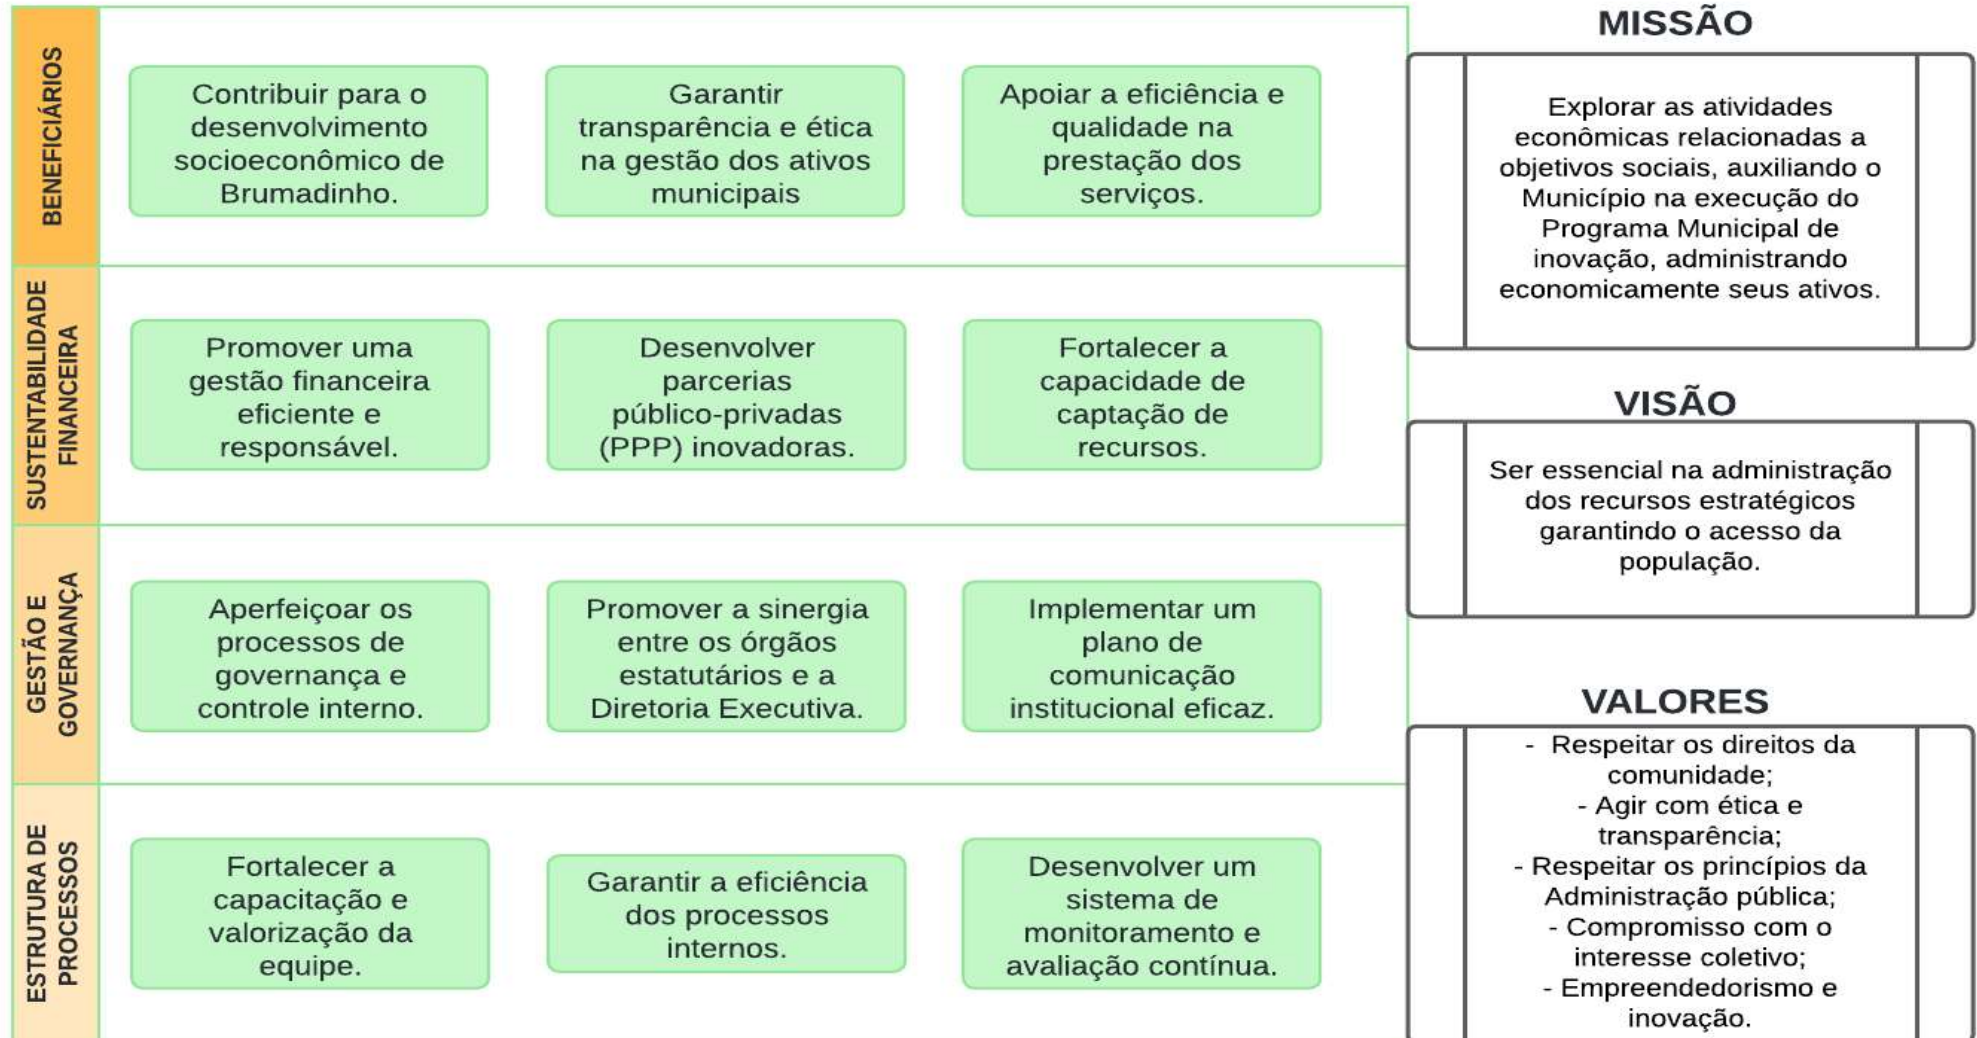 BENEFICIÁRIOS
Contribuir para o
desenvolvimento
socioeconômico de
Brumadinho.
Garantir
transparência e ética
na gestão dos ativos
municipais
Apoiar a eficiência e
qualidade na
prestação dos
serviços.
SUSTENTABILIDADE
FINANCEIRA
Promover uma
gestão financeira
eficiente e
responsável.
Desenvolver
parcerias
público-privadas
(PPP) inovadoras.
Fortalecer a
capacidade de
captação de
recursos.
GESTÃO E
GOVERNANÇA
Aperfeiçoar os
processos de
governança e
controle interno.
Promover a sinergia
entre os órgãos
estatutários e a
Diretoria Executiva.
Implementar um
plano de
comunicação
institucional eficaz.
ESTRUTURA DE
PROCESSOS
Fortalecer a
capacitação e
valorização da
equipe.
Garantir a eficiência
dos processos
internos.
Desenvolver um
sistema de
monitoramento e
avaliação contínua.
MISSÃO
Explorar as atividades
econômicas relacionadas a
objetivos sociais, auxiliando o
Município na execução do
Programa Municipal de
inovação, administrando
economicamente seus ativos.
VISÃO
Ser essencial na administração
dos recursos estratégicos
garantindo o acesso da
população.
VALORES
- Respeitar os direitos da
comunidade;
- Agir com ética e
transparência;
- Respeitar os princípios da
Administração pública;
- Compromisso com o
interesse coletivo;
- Empreendedorismo e
inovação.